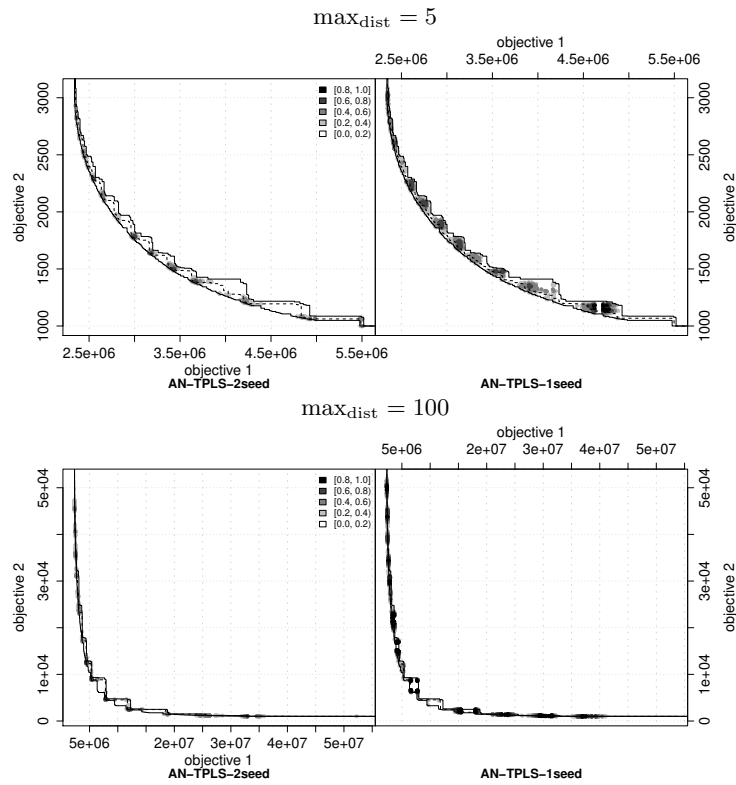 max_dist = 5
objective 1
2.5e+06 3.5e+06 4.5e+06 5.5e+06
[0.8, 1.0]
[0.6, 0.8)
[0.4, 0.6)
[0.2, 0.4)
[0.0, 0.2)
objective 2
1000 1500 2000 2500 3000
1000 1500 2000 2500 3000
objective 2
2.5e+06 3.5e+06 4.5e+06 5.5e+06
objective 1
AN−TPLS−2seed AN−TPLS−1seed
max_dist = 100
objective 1
5e+06 2e+07 3e+07 4e+07 5e+07
[0.8, 1.0]
[0.6, 0.8)
[0.4, 0.6)
[0.2, 0.4)
[0.0, 0.2)
objective 2
0 1e+04 3e+04 5e+04
0 1e+04 3e+04 5e+04
objective 2
5e+06 2e+07 3e+07 4e+07 5e+07
objective 1
AN−TPLS−2seed AN−TPLS−1seed